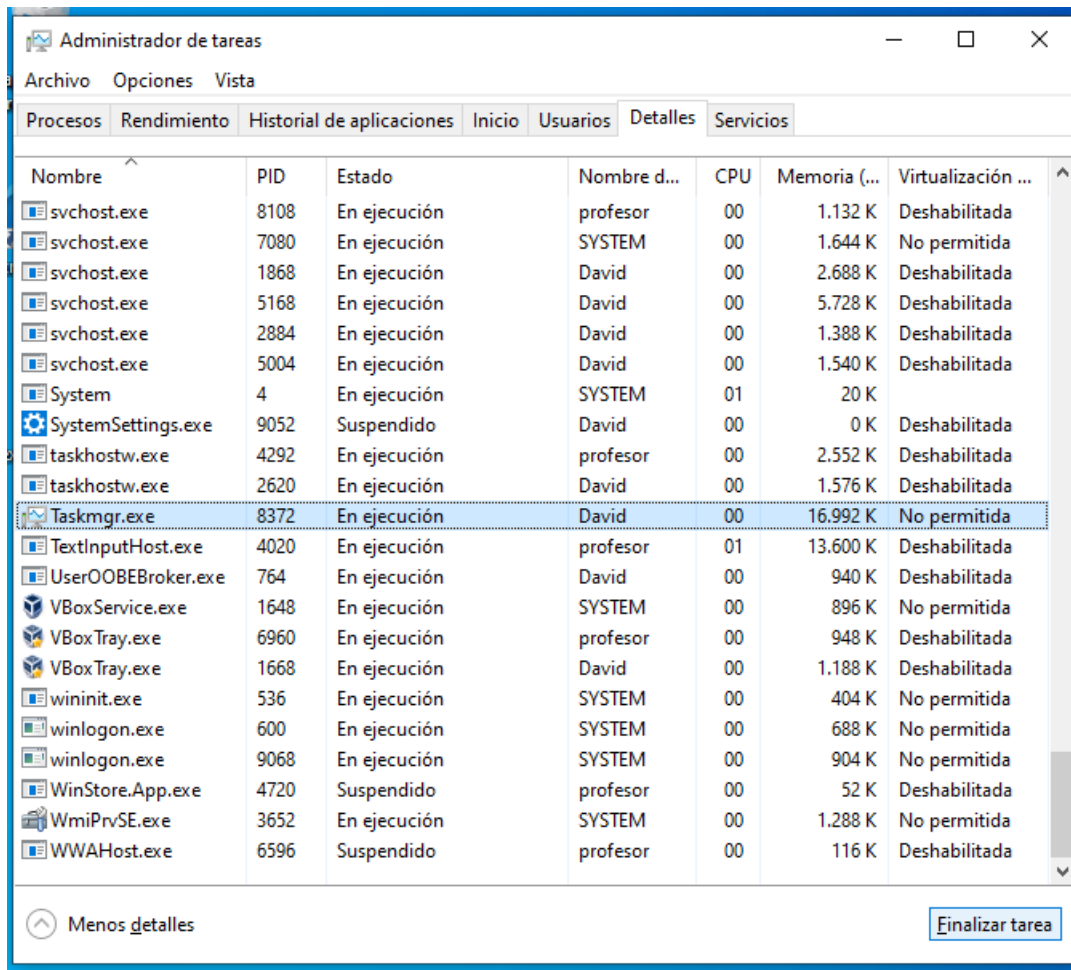 Administrador de tareas
Archivo Opciones Vista
Procesos Rendimiento Historial de aplicaciones Inicio Usuarios Detalles Servicios
Nombre PID Estado Nombre d... CPU Memoria (... Virtualización ...
svchost.exe 8108 En ejecución profesor 00 1.132 K Deshabilitada
svchost.exe 7080 En ejecución SYSTEM 00 1.644 K No permitida
svchost.exe 1868 En ejecución David 00 2.688 K Deshabilitada
svchost.exe 5168 En ejecución David 00 5.728 K Deshabilitada
svchost.exe 2884 En ejecución David 00 1.388 K Deshabilitada
svchost.exe 5004 En ejecución David 00 1.540 K Deshabilitada
System 4 En ejecución SYSTEM 01 20 K
SystemSettings.exe 9052 Suspendido David 00 0 K Deshabilitada
taskhostw.exe 4292 En ejecución profesor 00 2.552 K Deshabilitada
taskhostw.exe 2620 En ejecución David 00 1.576 K Deshabilitada
Taskmgr.exe 8372 En ejecución David 00 16.992 K No permitida
TextInputHost.exe 4020 En ejecución profesor 01 13.600 K Deshabilitada
UserOOBEBroker.exe 764 En ejecución David 00 940 K Deshabilitada
VBoxService.exe 1648 En ejecución SYSTEM 00 896 K No permitida
VBoxTray.exe 6960 En ejecución profesor 00 948 K Deshabilitada
VBoxTray.exe 1668 En ejecución David 00 1.188 K Deshabilitada
wininit.exe 536 En ejecución SYSTEM 00 404 K No permitida
winlogon.exe 600 En ejecución SYSTEM 00 688 K No permitida
winlogon.exe 9068 En ejecución SYSTEM 00 904 K No permitida
WinStore.App.exe 4720 Suspendido profesor 00 52 K Deshabilitada
WmiPrvSE.exe 3652 En ejecución SYSTEM 00 1.288 K No permitida
WWAHost.exe 6596 Suspendido profesor 00 116 K Deshabilitada
Menos detalles Finalizar tarea